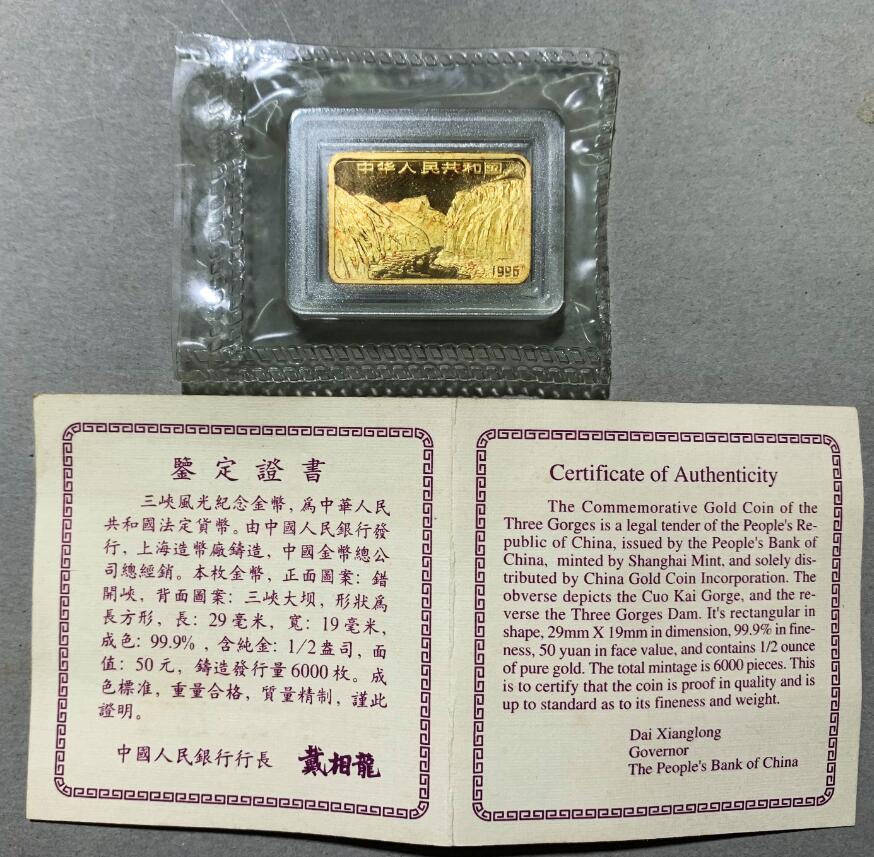 中华人民共和国
1996
鑒定證書
三峽風光紀念金幣，爲中華人民
共和國法定貨幣。由中國人民銀行發
行，上海造幣廠鑄造，中國金幣總公
司總經銷。本枚金幣，正面圖案：錯
開峽，背面圖案：三峽大坝，形狀爲
長方形，長：29毫米，寬：19毫米，
成色：99.9%，含純金：1/2盎司，面
值：50元，鑄造發行量6000枚。成
色標准，重量合格，質量精制，謹此
證明。
中國人民銀行行長 戴相龍
Certificate of Authenticity
The Commemorative Gold Coin of the
Three Gorges is a legal tender of the People's Re-
public of China, issued by the People's Bank of
China, minted by Shanghai Mint, and solely dis-
tributed by China Gold Coin Incorporation. The
obverse depicts the Cuo Kai Gorge, and the re-
verse the Three Gorges Dam. It's rectangular in
shape, 29mm X 19mm in dimension, 99.9% in fine-
ness, 50 yuan in face value, and contains 1/2 ounce
of pure gold. The total mintage is 6000 pieces. This
is to certify that the coin is proof in quality and is
up to standard as to its fineness and weight.
Dai Xianglong
Governor
The People's Bank of China